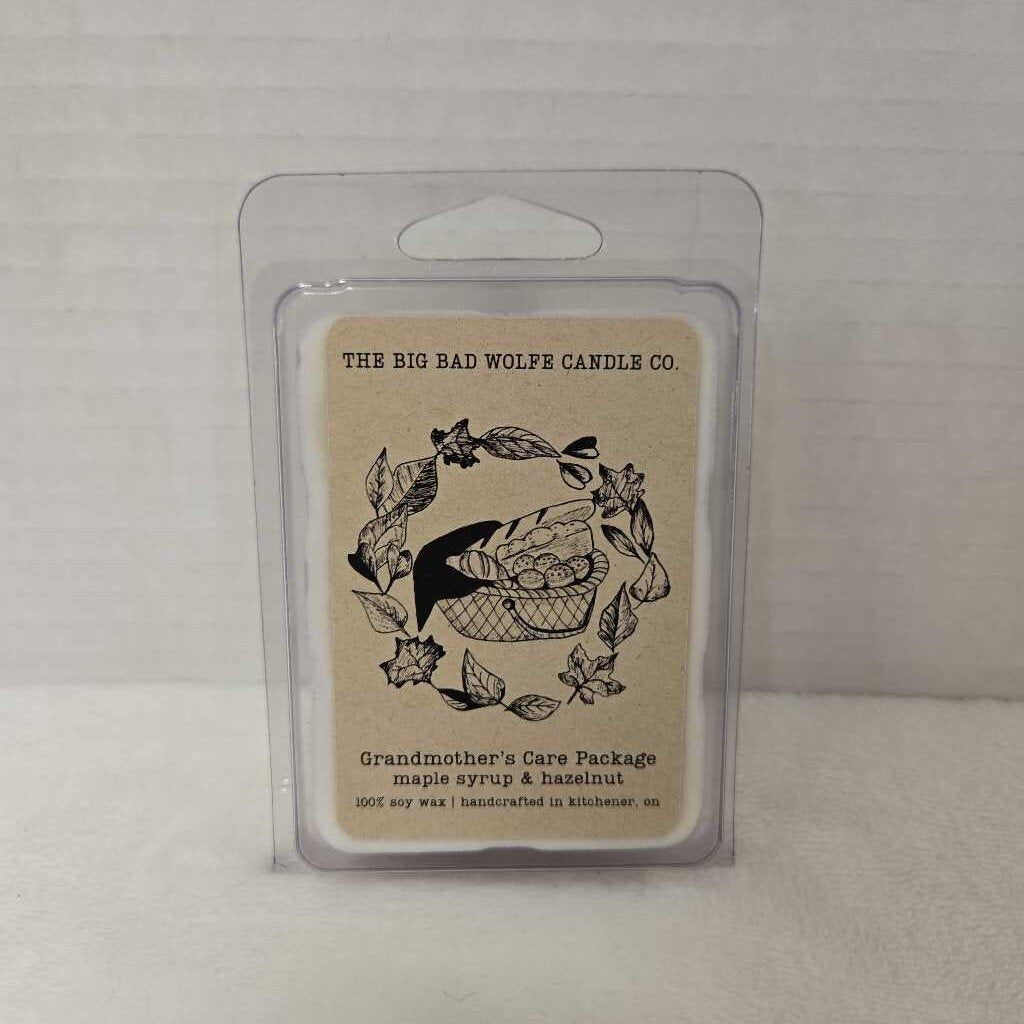 THE BIG BAD WOLFE CANDLE CO.
Grandmother's Care Package
maple syrup & hazelnut
100% soy wax | handcrafted in kitchener, on